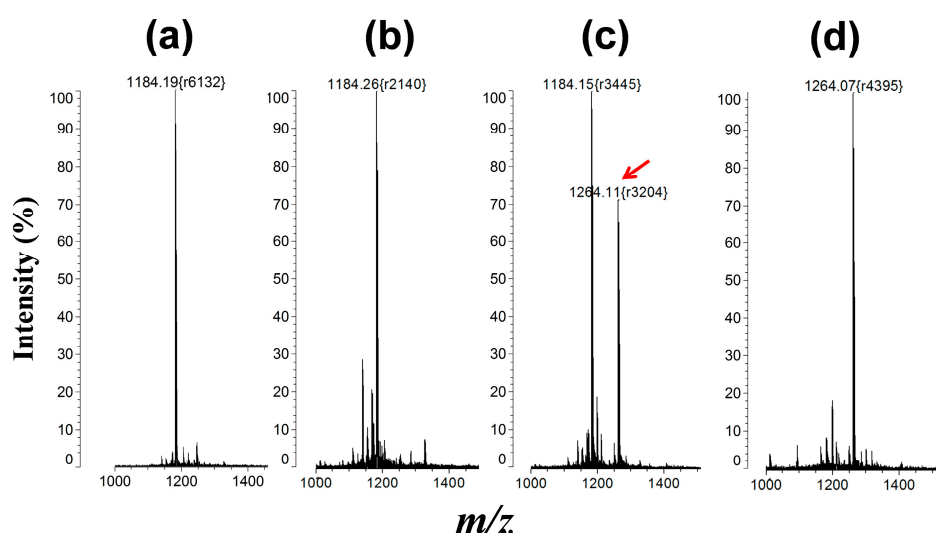 (a) (b) (c) (d)
1184.19{r6132} 1184.26{r2140} 1184.15{r3445} 1264.07{r4395}
100 100 100 100
90 90 90 90
80 80 80 80
1264.11{r3204}
70 70 70 70
60 60 60 60
50 50 50 50
40 40 40 40
30 30 30 30
20 20 20 20
10 10 10 10
0 0 0 0
1000 1200 1400 1000 1200 1400 1000 1200 1400 1000 1200 1400
Intensity (%)
m/z